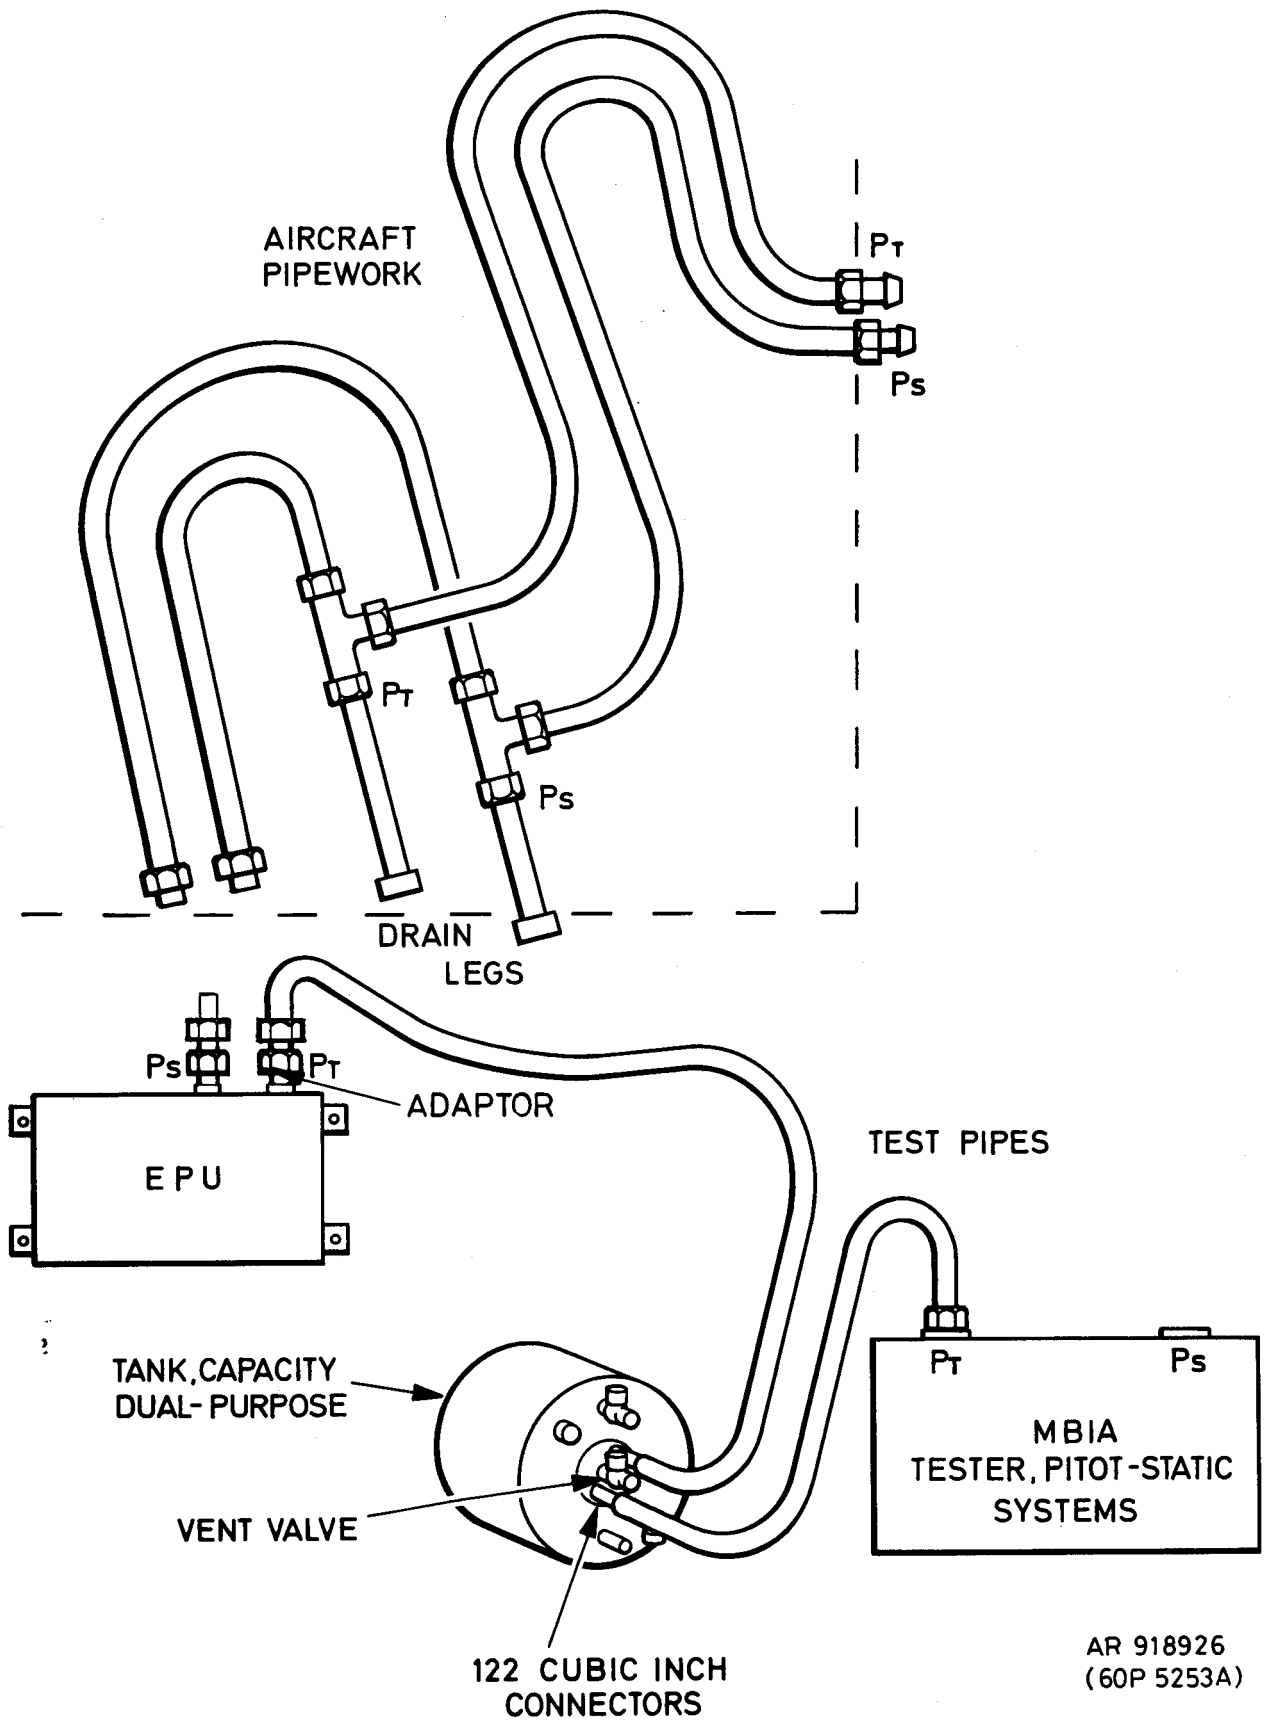 AIRCRAFT
PIPEWORK
PT
PS
PT
PS
DRAIN
LEGS
PS
PT
ADAPTOR
EPU
TEST PIPES
TANK, CAPACITY
DUAL-PURPOSE
PT
PS
MBIA
TESTER, PITOT-STATIC
SYSTEMS
VENT VALVE
122 CUBIC INCH
CONNECTORS
AR 918926
(60P 5253A)